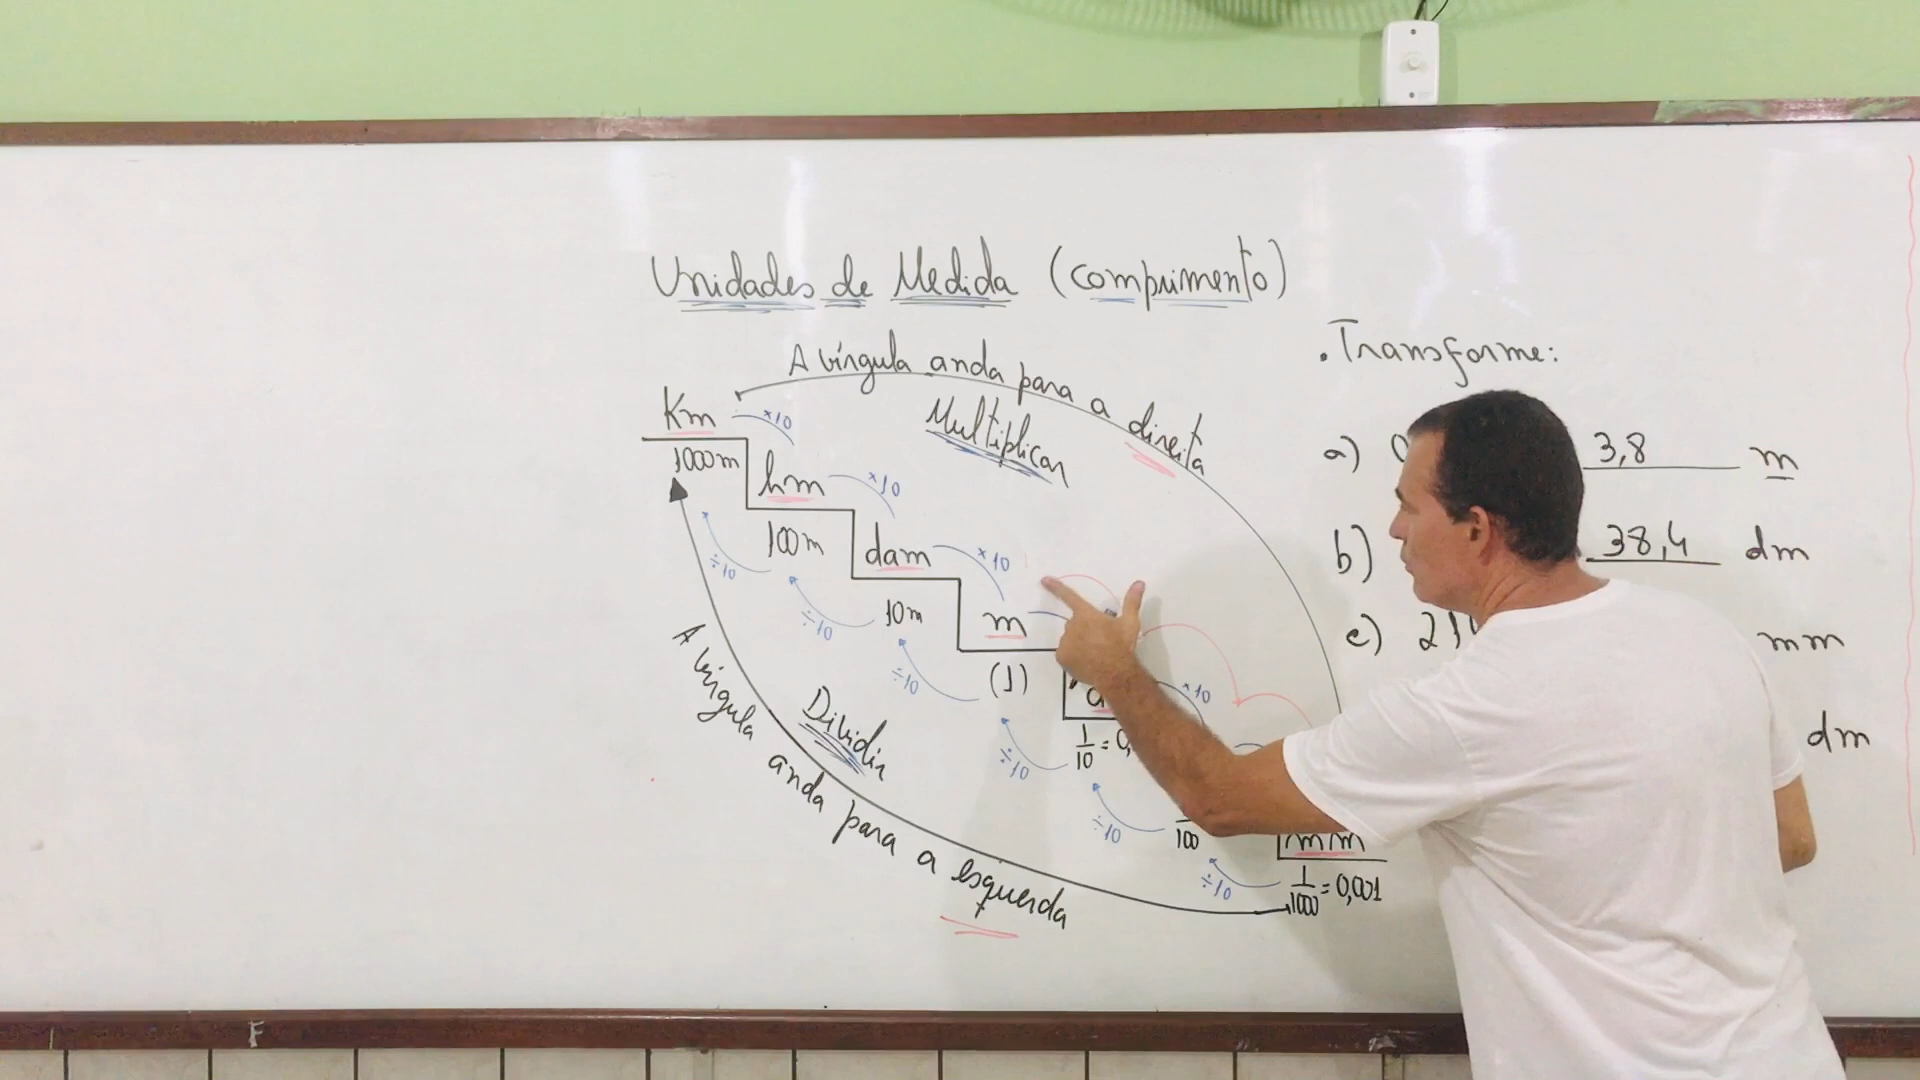 Unidades de Medida (comprimento)
A vírgula anda para a direita
Multiplicar
Km ×10
1000m
hm ×10
100m
dam ×10
10m
m
(1)
×10
1/10 = 0,
100
mm
1/1000 = 0,001
÷10
÷10
÷10
÷10
÷10
÷10
Dividir
A vírgula anda para a esquerda
. Transforme:
a) 3,8 m
b) 38,4 dm
c) 21 mm
dm
F